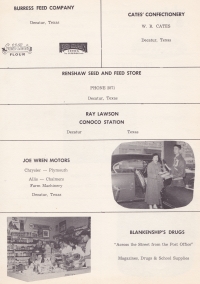 BURRESS FEED COMPANY
Decatur, Texas
FLOUR
CATES' CONFECTIONERY
W. R. CATES
Decatur, Texas
RENSHAW SEED AND FEED STORE
PHONE
Decatur, Texas
RAY LAWSON
CONOCO STATION
Decatur Texas
JOE WREN MOTORS
Chrysler — Plymouth
Allis — Chalmers
Farm Machinery
Decatur, Texas
BLANKENSHIP'S DRUGS
"Across the Street from the Post Office"
Magazines, Drugs & School Supplies